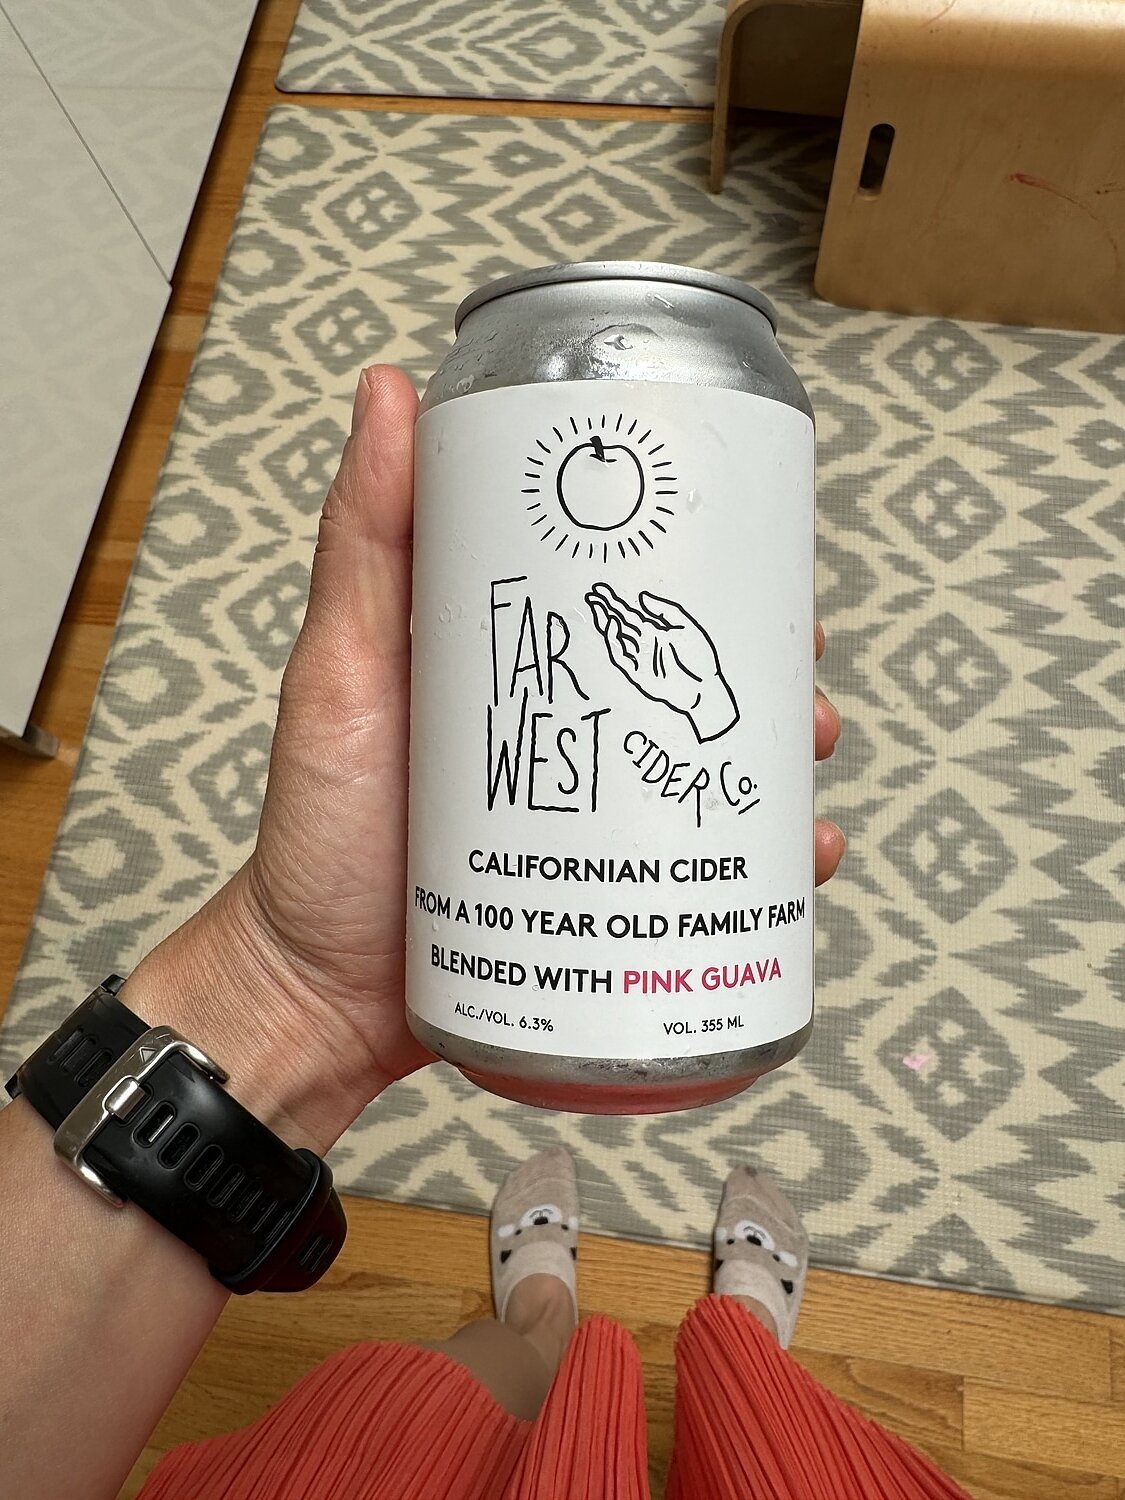 FAR
WEST
CIDER CO.
CALIFORNIAN CIDER
FROM A 100 YEAR OLD FAMILY FARM
BLENDED WITH PINK GUAVA
ALC./VOL. 6.3% VOL. 355 ML